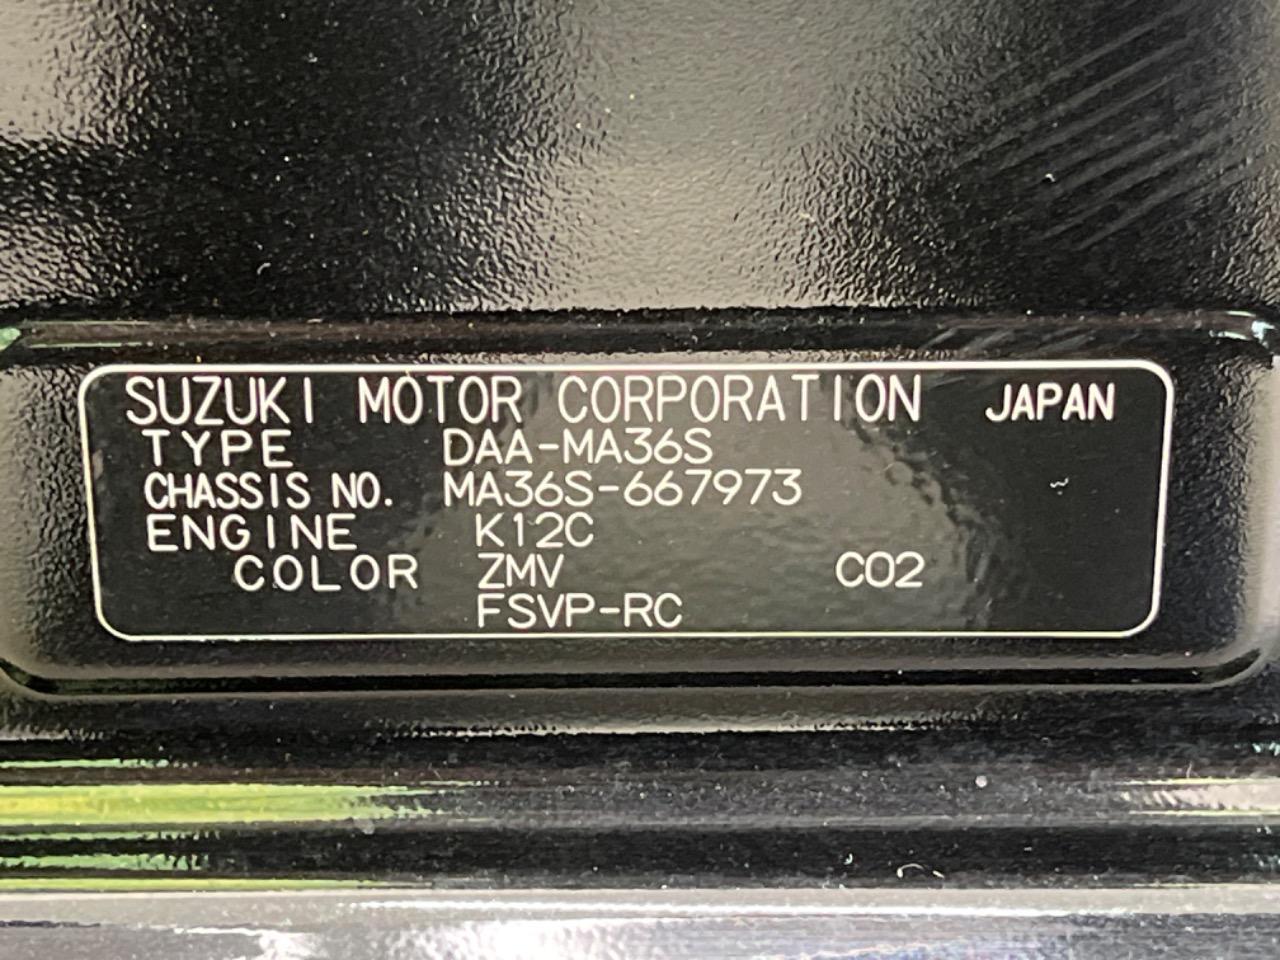 SUZUKI MOTOR CORPORATION JAPAN
TYPE DAA-MA36S
CHASSIS NO. MA36S-667973
ENGINE K12C
COLOR ZMV C02
FSVP-RC